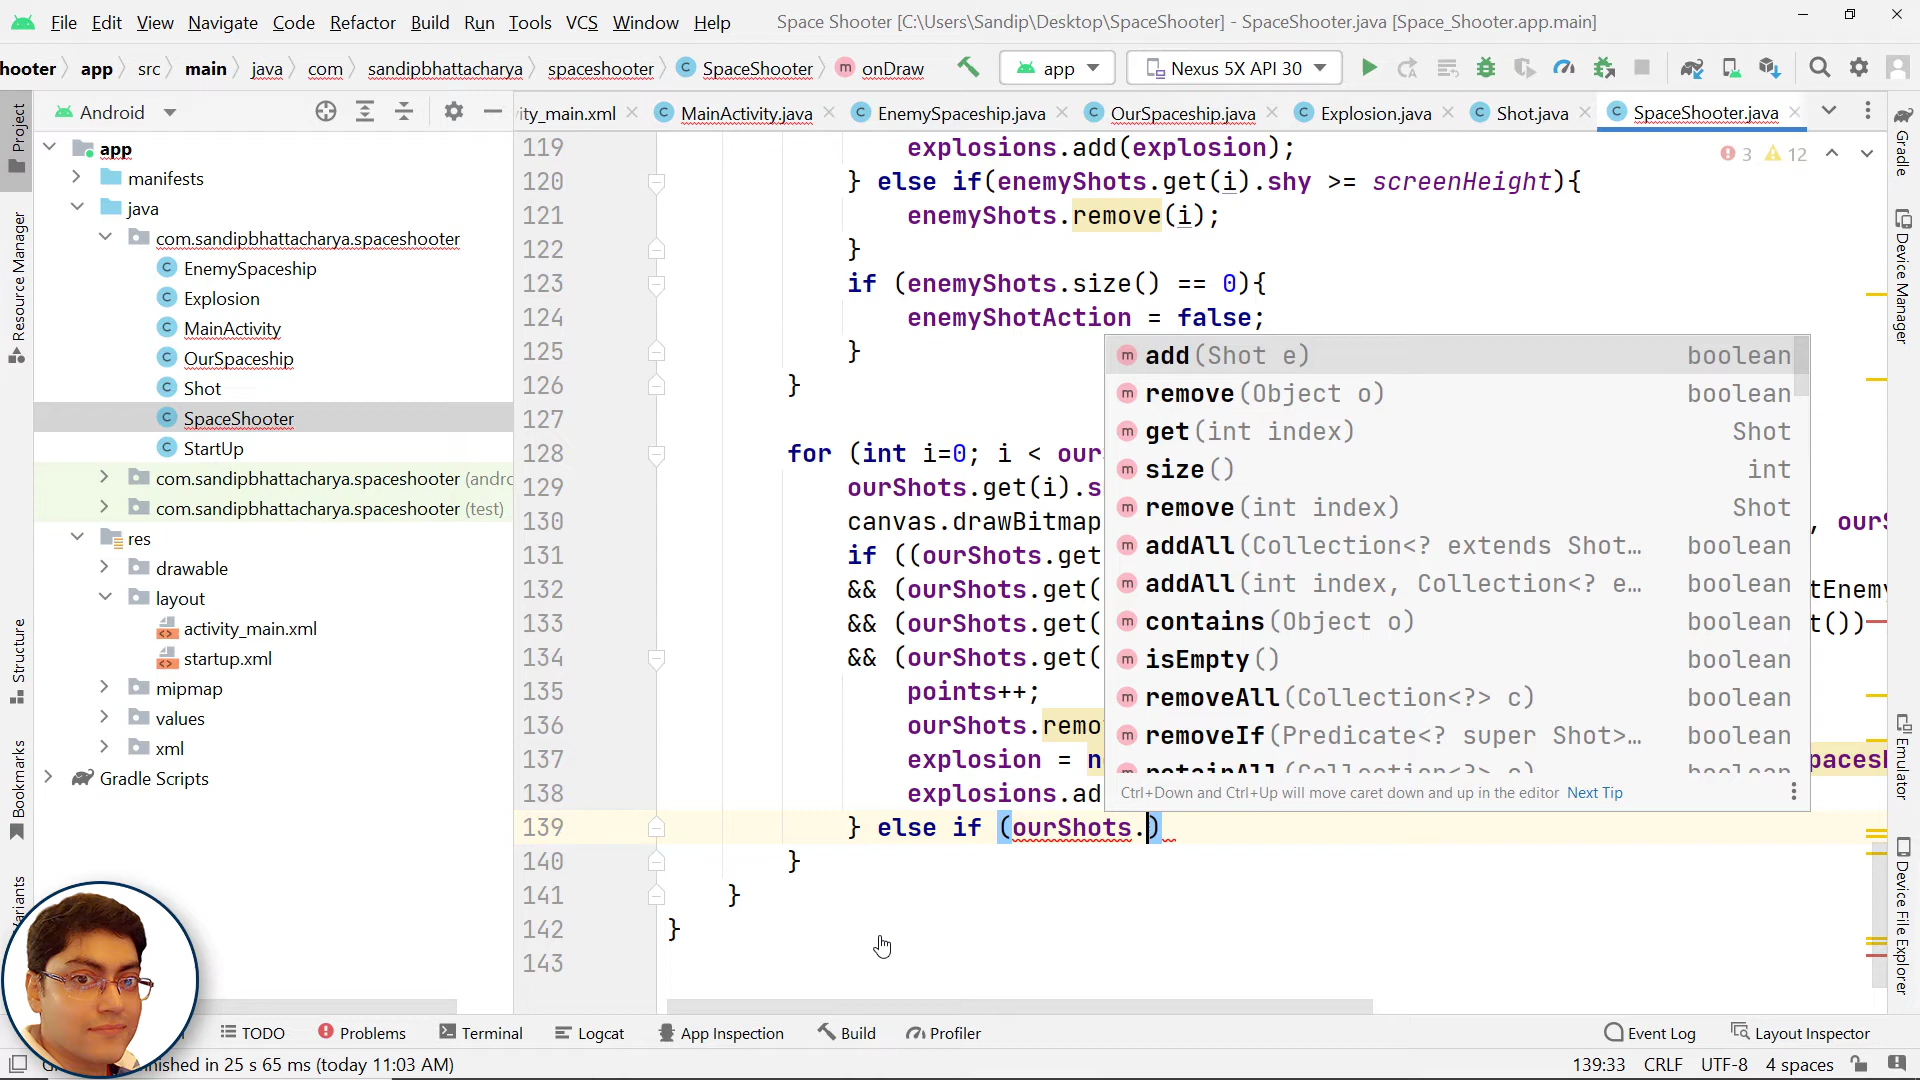 File Edit View Navigate Code Refactor Build Run Tools VCS Window Help Space Shooter [C:\Users\Sandip\Desktop\SpaceShooter] - SpaceShooter.java [Space_Shooter.app.main]
hooter app src main java com sandipbhattacharya spaceshooter SpaceShooter onDraw app Nexus 5X API 30
Android ity_main.xml MainActivity.java EnemySpaceship.java OurSpaceship.java Explosion.java Shot.java SpaceShooter.java
Project
Resource Manager
Structure
Bookmarks
ariants
app
manifests
java
com.sandipbhattacharya.spaceshooter
EnemySpaceship
Explosion
MainActivity
OurSpaceship
Shot
SpaceShooter
StartUp
com.sandipbhattacharya.spaceshooter (andro
com.sandipbhattacharya.spaceshooter (test)
res
drawable
layout
activity_main.xml
startup.xml
mipmap
values
xml
Gradle Scripts
3 12
119 explosions.add(explosion);
120 } else if(enemyShots.get(i).shy >= screenHeight){
121 enemyShots.remove(i);
122 }
123 if (enemyShots.size() == 0){
124 enemyShotAction = false;
125 }
126 }
127
128 for (int i=0; i < our
129 ourShots.get(i).s
130 canvas.drawBitmap , ourS
131 if ((ourShots.get
132 && (ourShots.get( tEnemy
133 && (ourShots.get( t())
134 && (ourShots.get(
135 points++;
136 ourShots.remo
137 explosion = n pacesh
138 explosions.ad
139 } else if (ourShots.)
140 }
141 }
142 }
143
add(Shot e) boolean
remove(Object o) boolean
get(int index) Shot
size() int
remove(int index) Shot
addAll(Collection<? extends Shot… boolean
addAll(int index, Collection<? e… boolean
contains(Object o) boolean
isEmpty() boolean
removeAll(Collection<?> c) boolean
removeIf(Predicate<? super Shot>… boolean
retainAll(Collection<?> c) boolean
Ctrl+Down and Ctrl+Up will move caret down and up in the editor Next Tip
Gradle
Device Manager
Emulator
Device File Explorer
TODO Problems Terminal Logcat App Inspection Build Profiler Event Log Layout Inspector
nished in 25 s 65 ms (today 11:03 AM) 139:33 CRLF UTF-8 4 spaces